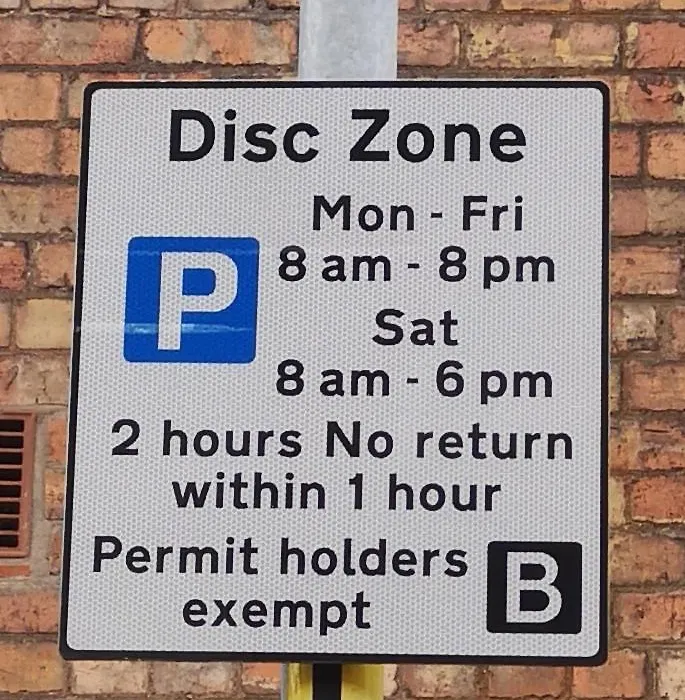 Disc Zone
Mon - Fri
P
8 am - 8 pm
Sat
8 am - 6 pm
2 hours No return
within 1 hour
Permit holders
B
exempt